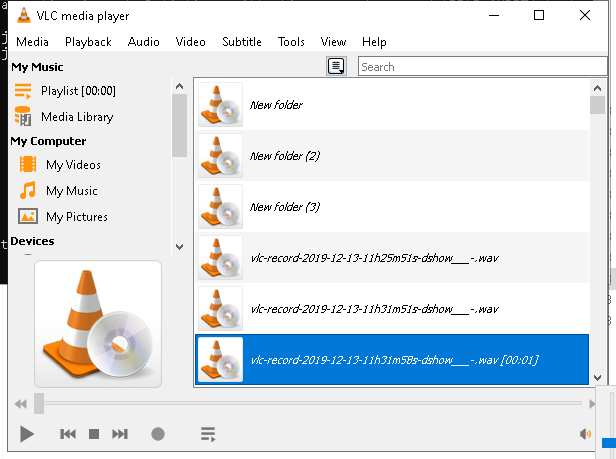 VLC media player
Media Playback Audio Video Subtitle Tools View Help
My Music
Search
Playlist [00:00]
Media Library
My Computer
My Videos
My Music
My Pictures
Devices
New folder
New folder (2)
New folder (3)
vlc-record-2019-12-13-11h25m51s-dshow___-.wav
vlc-record-2019-12-13-11h31m51s-dshow___-.wav
vlc-record-2019-12-13-11h31m58s-dshow___-.wav [00:01]